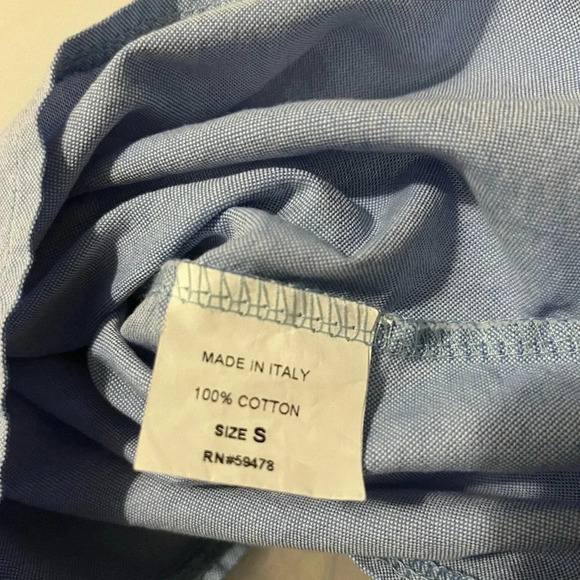 MADE IN ITALY
100% COTTON
SIZE S
RN#59478